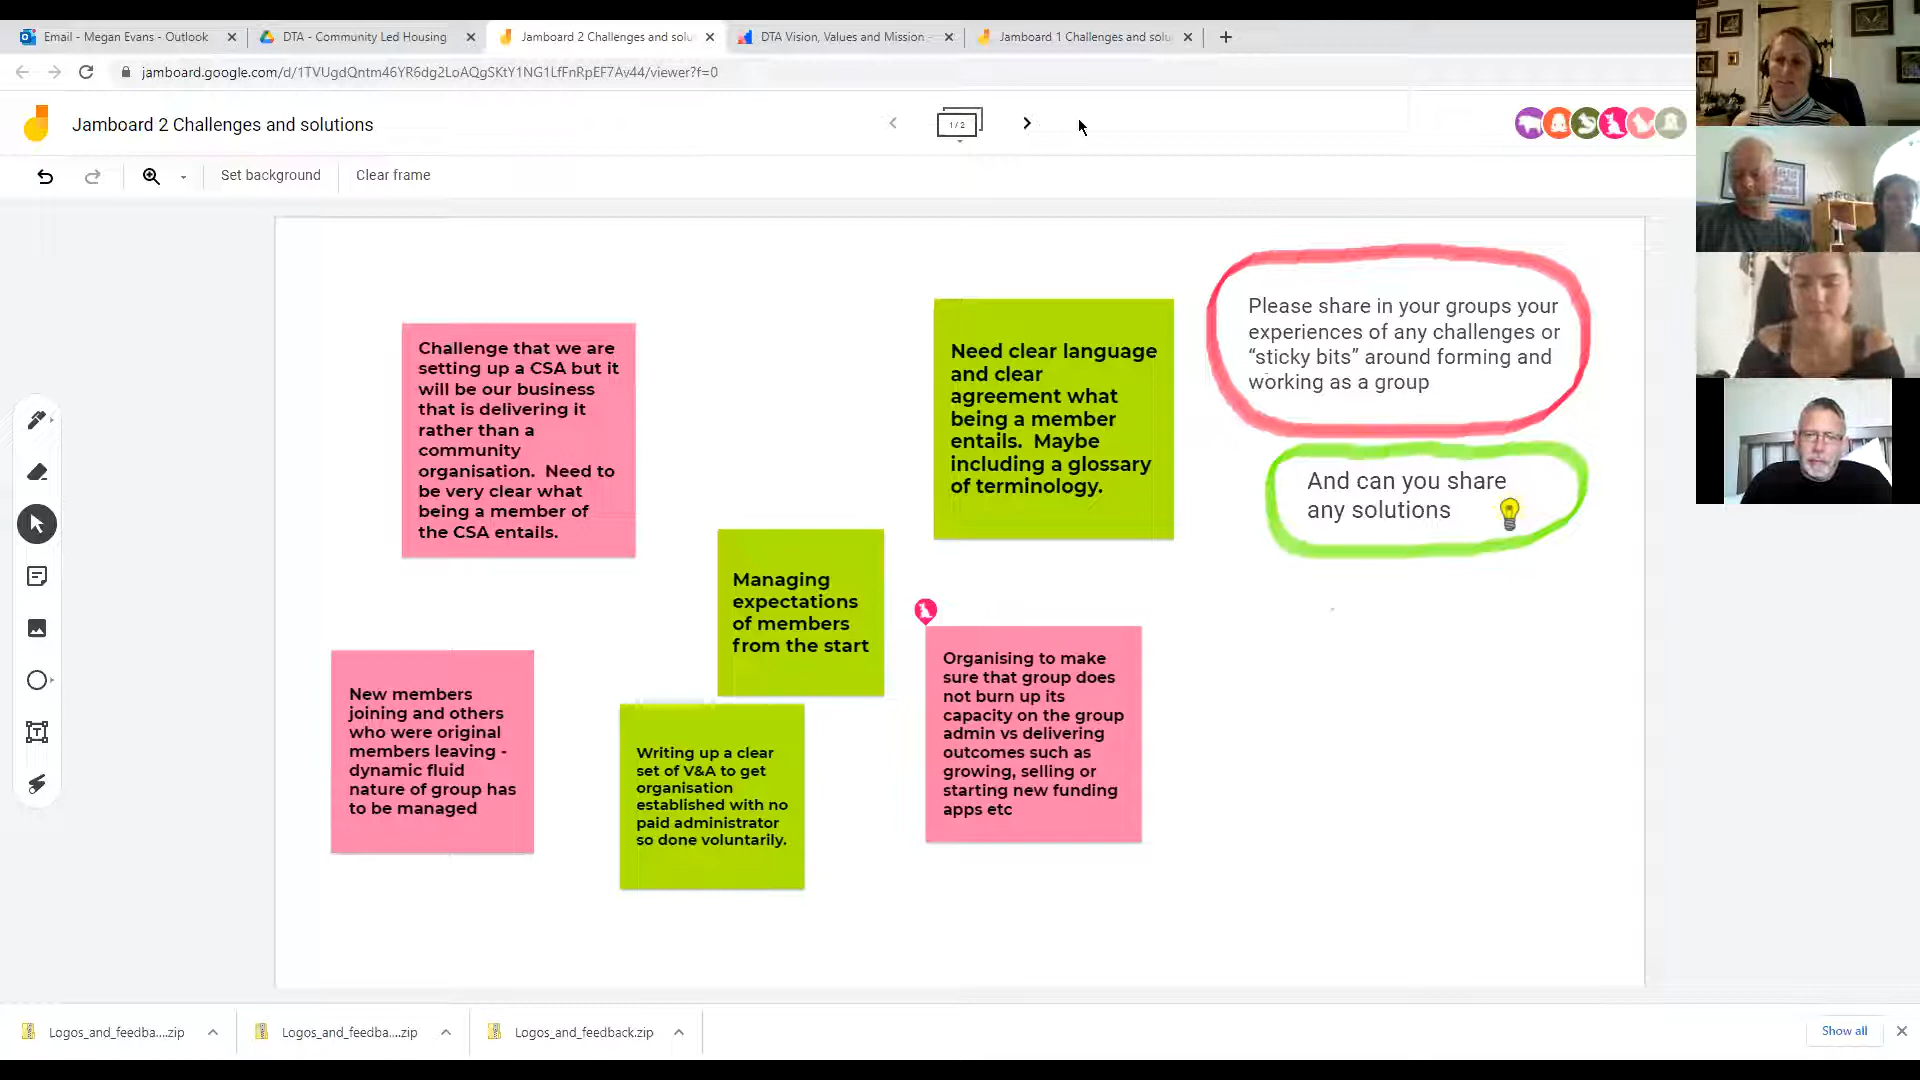 Email - Megan Evans - Outlook
DTA - Community Led Housing
Jamboard 2 Challenges and solu
DTA Vision, Values and Mission -
Jamboard 1 Challenges and solu
jamboard.google.com/d/1TVUgdQntm46YR6dg2LoAQgSKtY1NG1LfFnRpEF7Av44/viewer?f=0
Jamboard 2 Challenges and solutions
1 / 2
Set background
Clear frame
Challenge that we are
setting up a CSA but it
will be our business
that is delivering it
rather than a
community
organisation. Need to
be very clear what
being a member of
the CSA entails.
Need clear language
and clear
agreement what
being a member
entails. Maybe
including a glossary
of terminology.
Please share in your groups your
experiences of any challenges or
“sticky bits” around forming and
working as a group
And can you share
any solutions
Managing
expectations
of members
from the start
New members
joining and others
who were original
members leaving -
dynamic fluid
nature of group has
to be managed
Writing up a clear
set of V&A to get
organisation
established with no
paid administrator
so done voluntarily.
Organising to make
sure that group does
not burn up its
capacity on the group
admin vs delivering
outcomes such as
growing, selling or
starting new funding
apps etc
Logos_and_feedba....zip
Logos_and_feedba....zip
Logos_and_feedback.zip
Show all